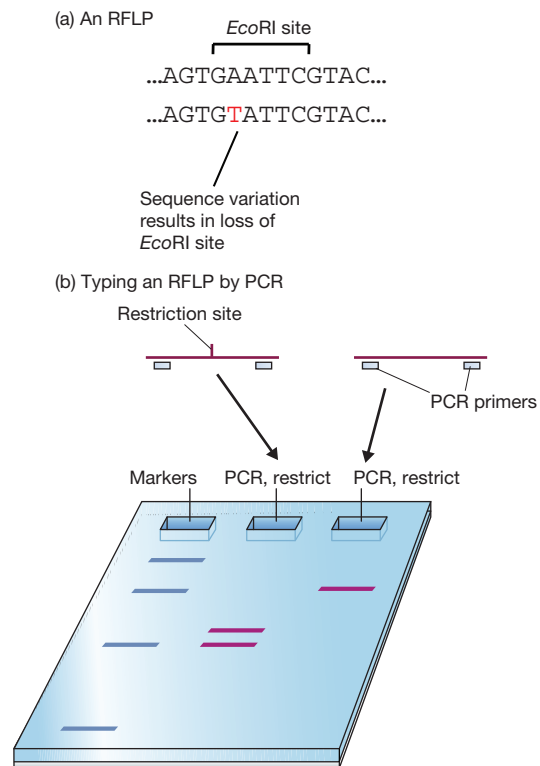 (a) An RFLP
EcoRI site
...AGTGAATTCGTAC...
...AGTGTATTCGTAC...
Sequence variation
results in loss of
EcoRI site
(b) Typing an RFLP by PCR
Restriction site
PCR primers
Markers
PCR, restrict
PCR, restrict